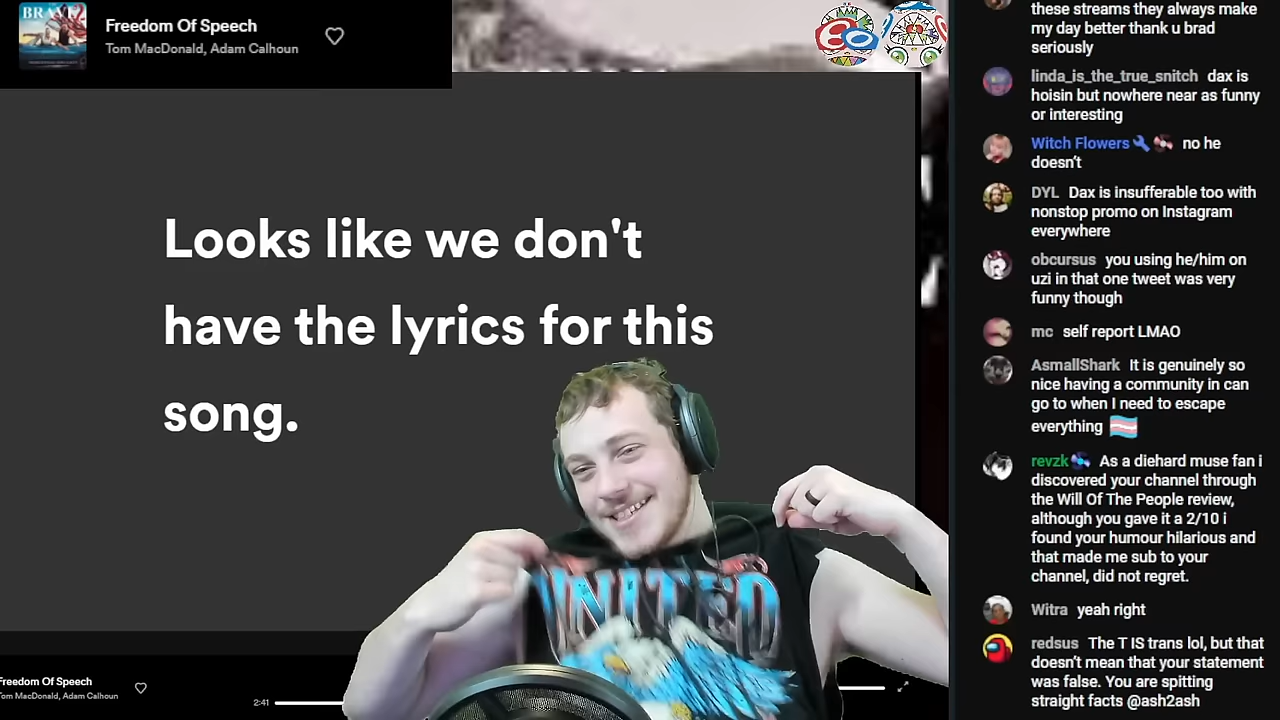 BRAVE
Freedom Of Speech
Tom MacDonald, Adam Calhoun
Looks like we don't
have the lyrics for this
song.
UNITED
Freedom Of Speech
Tom MacDonald, Adam Calhoun
2:41
these streams they always make
my day better thank u brad
seriously
linda_is_the_true_snitch dax is
hoisin but nowhere near as funny
or interesting
Witch Flowers no he
doesn't
DYL Dax is insufferable too with
nonstop promo on Instagram
everywhere
obcursus you using he/him on
uzi in that one tweet was very
funny though
mc self report LMAO
AsmallShark It is genuinely so
nice having a community in can
go to when I need to escape
everything
revzk As a diehard muse fan i
discovered your channel through
the Will Of The People review,
although you gave it a 2/10 i
found your humour hilarious and
that made me sub to your
channel, did not regret.
Witra yeah right
redsus The T IS trans lol, but that
doesn't mean that your statement
was false. You are spitting
straight facts @ash2ash